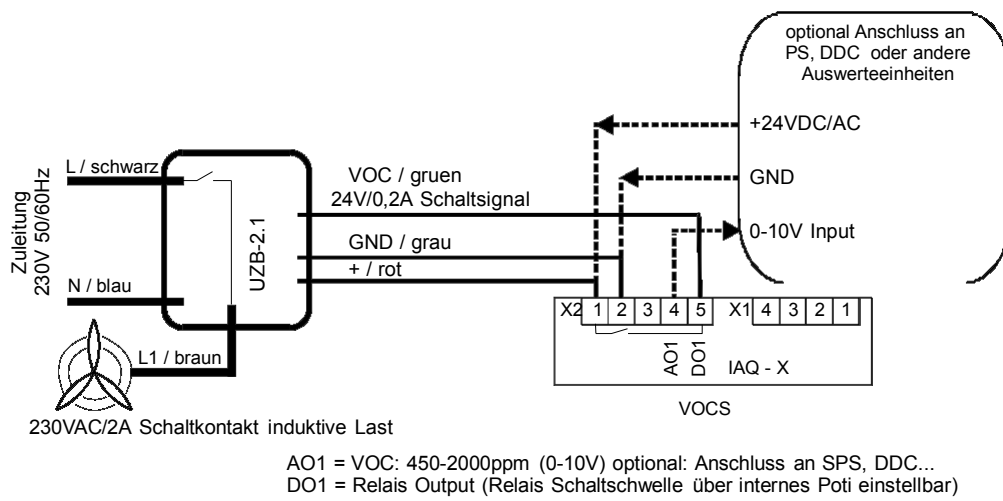 optional Anschluss an
PS, DDC oder andere
Auswerteeinheiten
+24VDC/AC
GND
0-10V Input
Zuleitung
230V 50/60Hz
L / schwarz
N / blau
L1 / braun
UZB-2.1
VOC / gruen
24V/0,2A Schaltsignal
GND / grau
+ / rot
X2 1 2 3 4 5 X1 4 3 2 1
AO1
DO1
IAQ - X
VOCS
230VAC/2A Schaltkontakt induktive Last
AO1 = VOC: 450-2000ppm (0-10V) optional: Anschluss an SPS, DDC...
DO1 = Relais Output (Relais Schaltschwelle über internes Poti einstellbar)